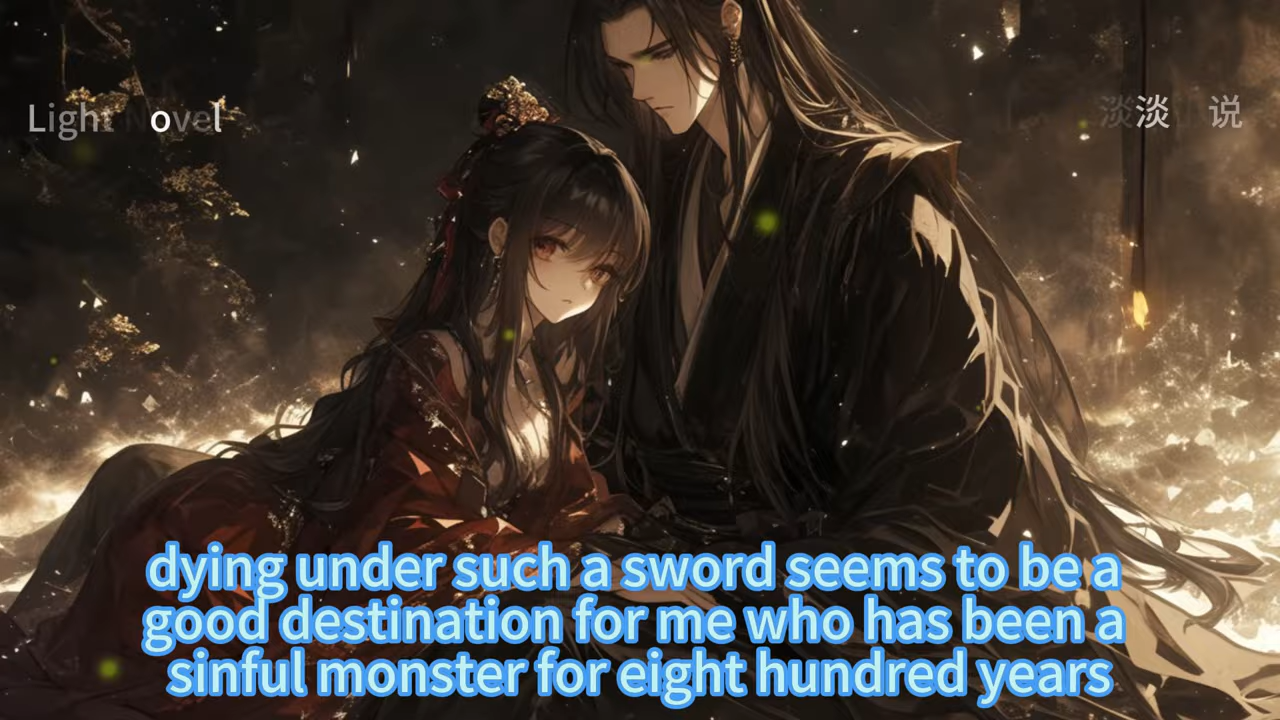 Light Novel
淡淡 说
dying under such a sword seems to be a
good destination for me who has been a
sinful monster for eight hundred years